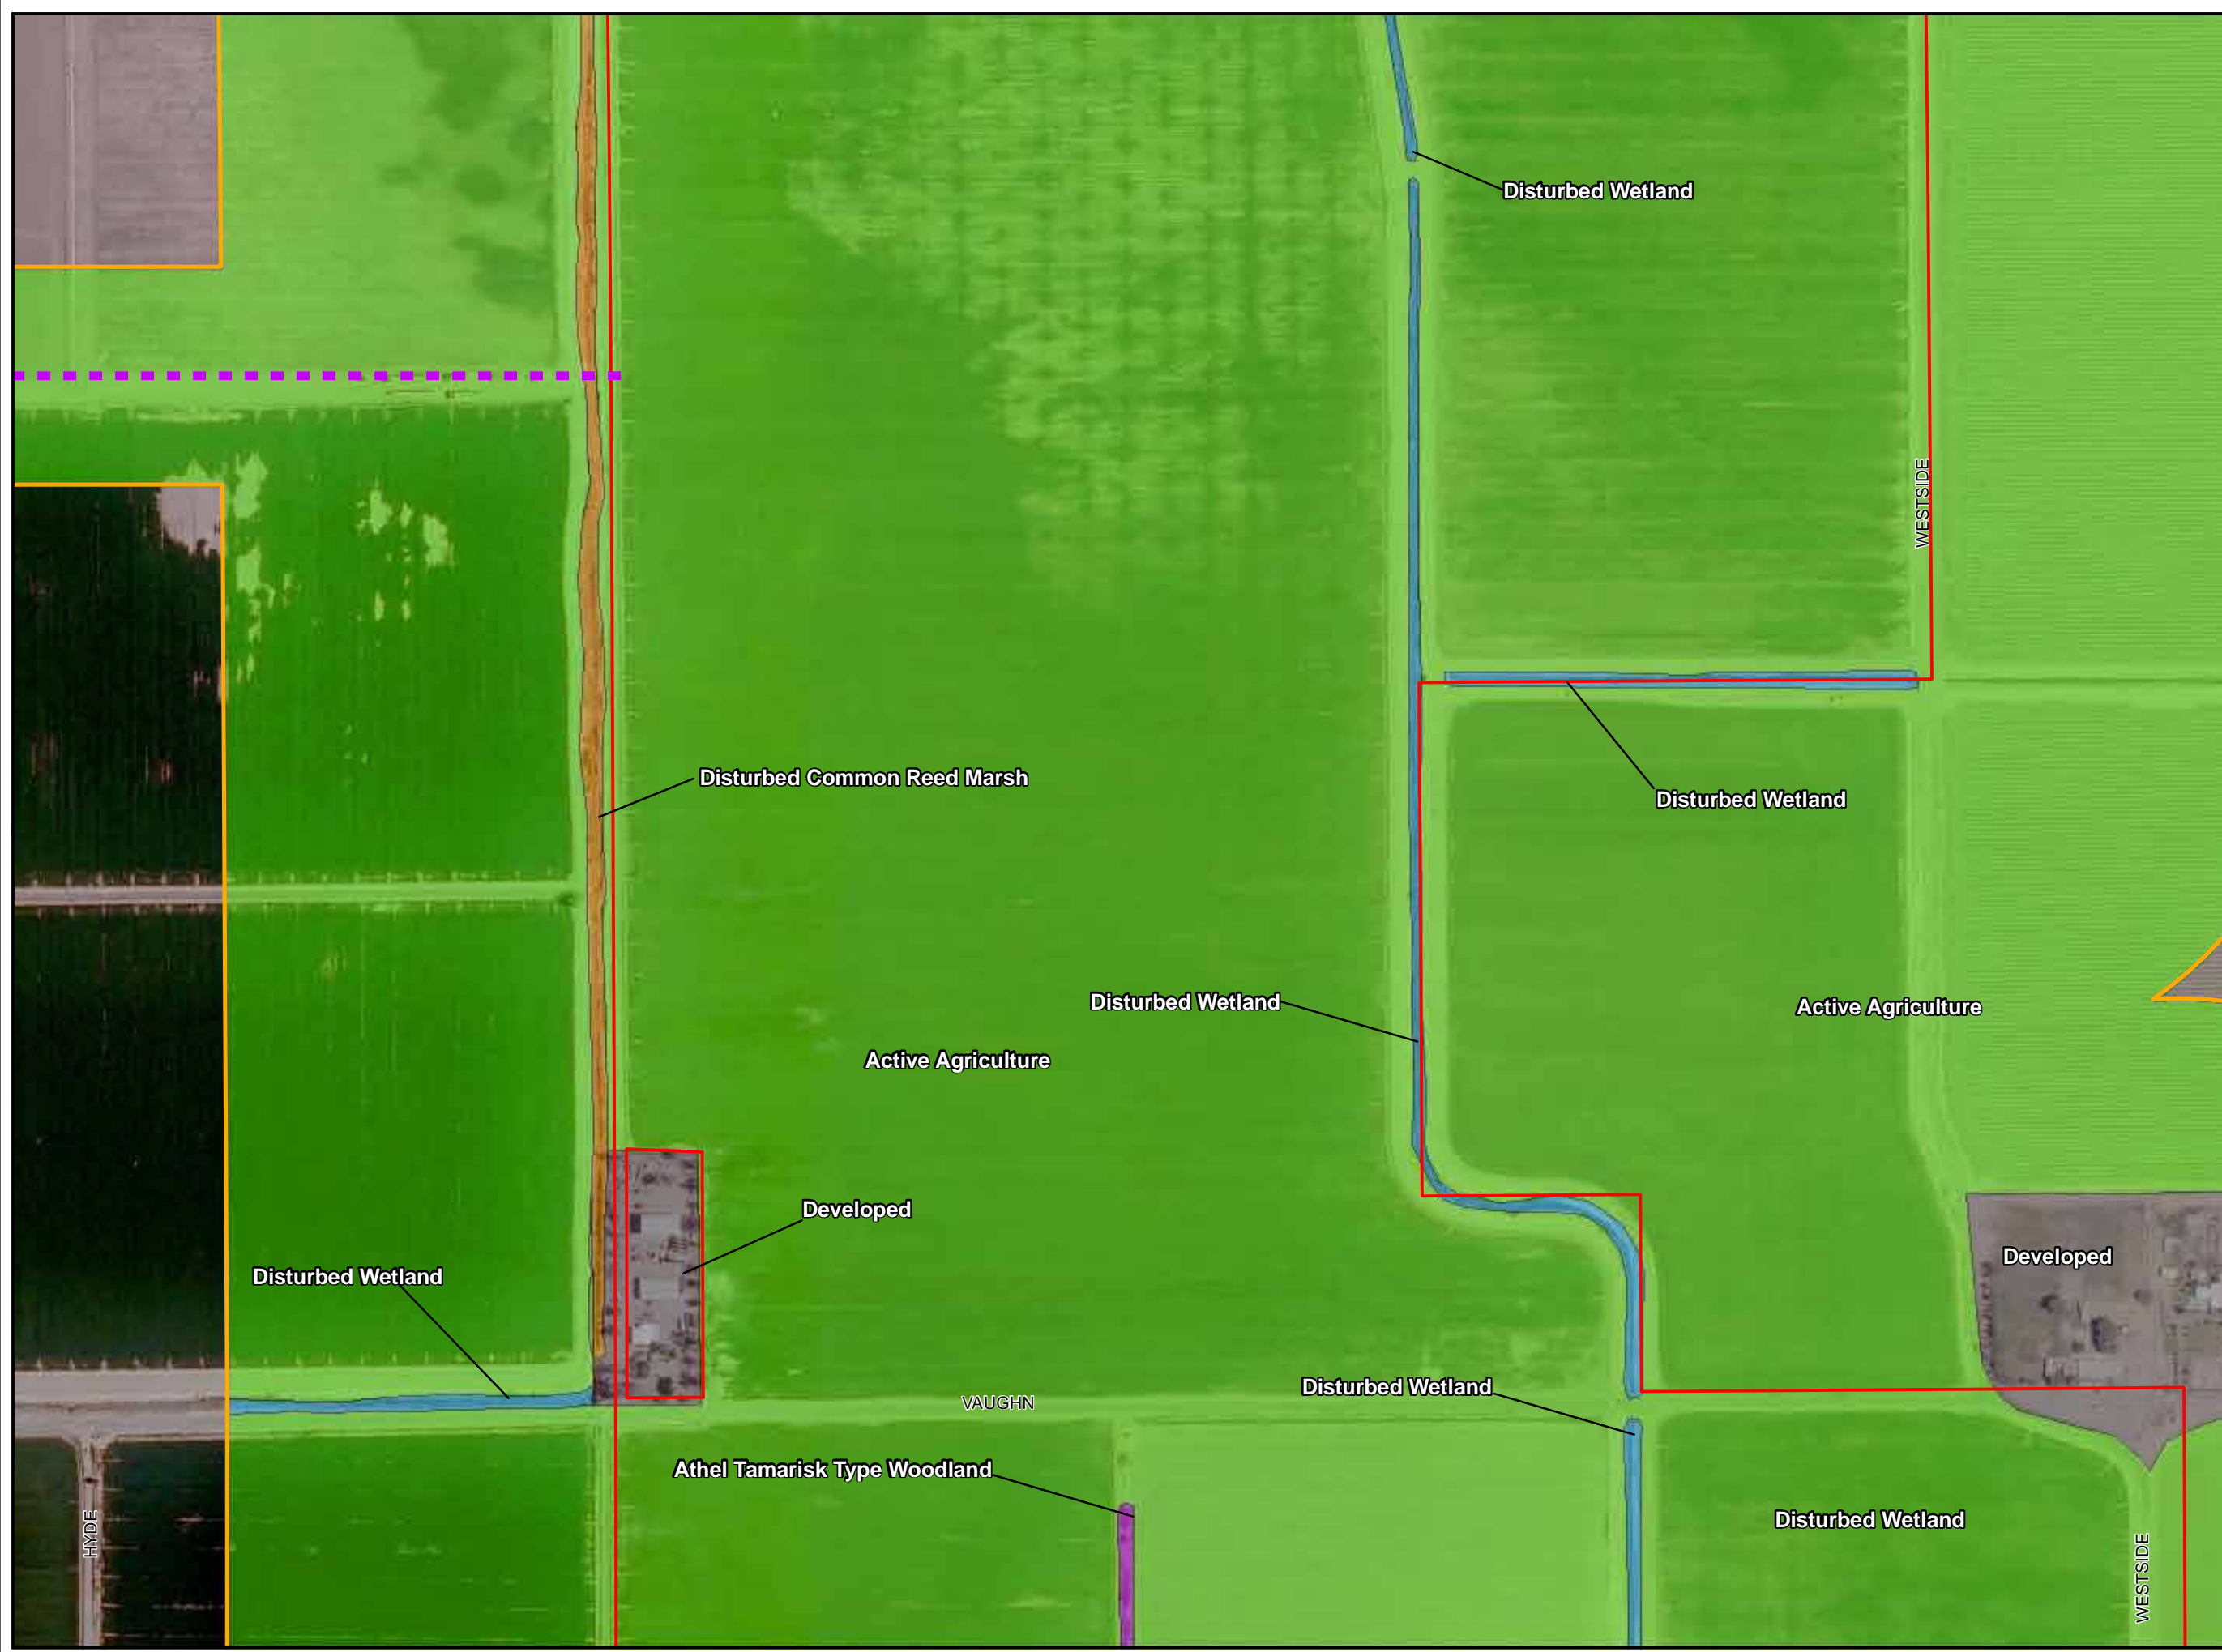 Disturbed Wetland
WESTSIDE
Disturbed Common Reed Marsh
Disturbed Wetland
Disturbed Wetland
Active Agriculture
Active Agriculture
Developed
Developed
Disturbed Wetland
Disturbed Wetland
VAUGHN
Athel Tamarisk Type Woodland
Disturbed Wetland
HYDE
WESTSIDE